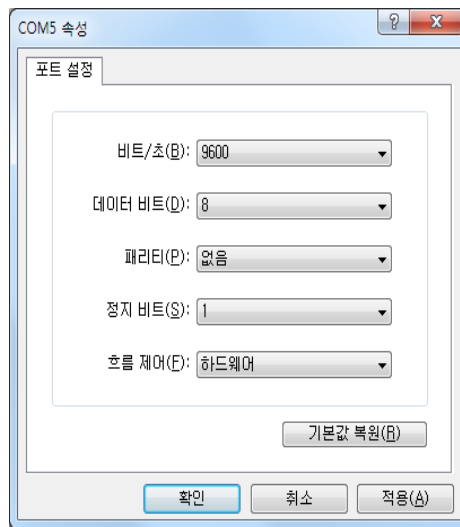 COM5 속성
포트 설정
비트/초(B): 9600
데이터 비트(D): 8
패리티(P): 없음
정지 비트(S): 1
흐름 제어(F): 하드웨어
기본값 복원(R)
확인 취소 적용(A)